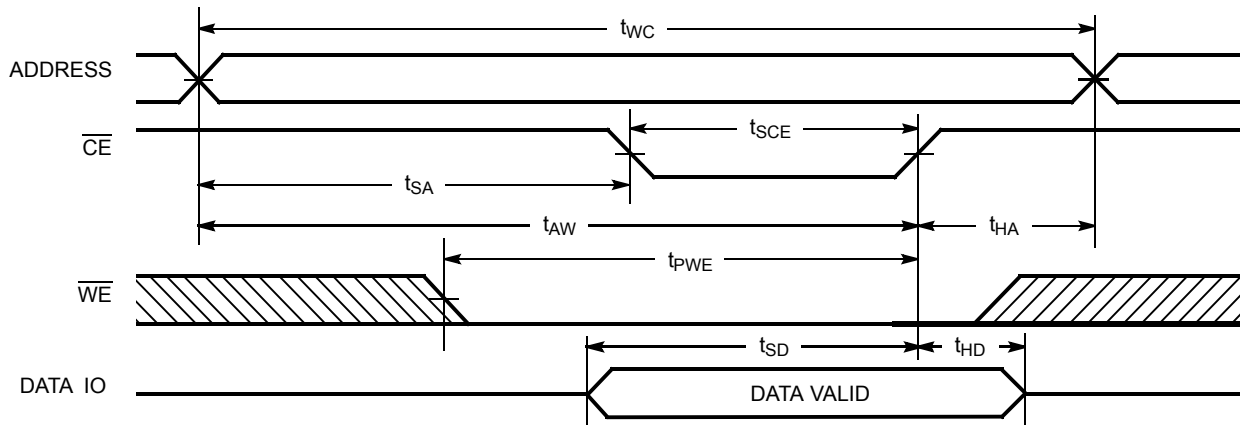 tWC
ADDRESS
CE
tSCE
tSA
tAW
tHA
tPWE
WE
tSD
tHD
DATA IO
DATA VALID